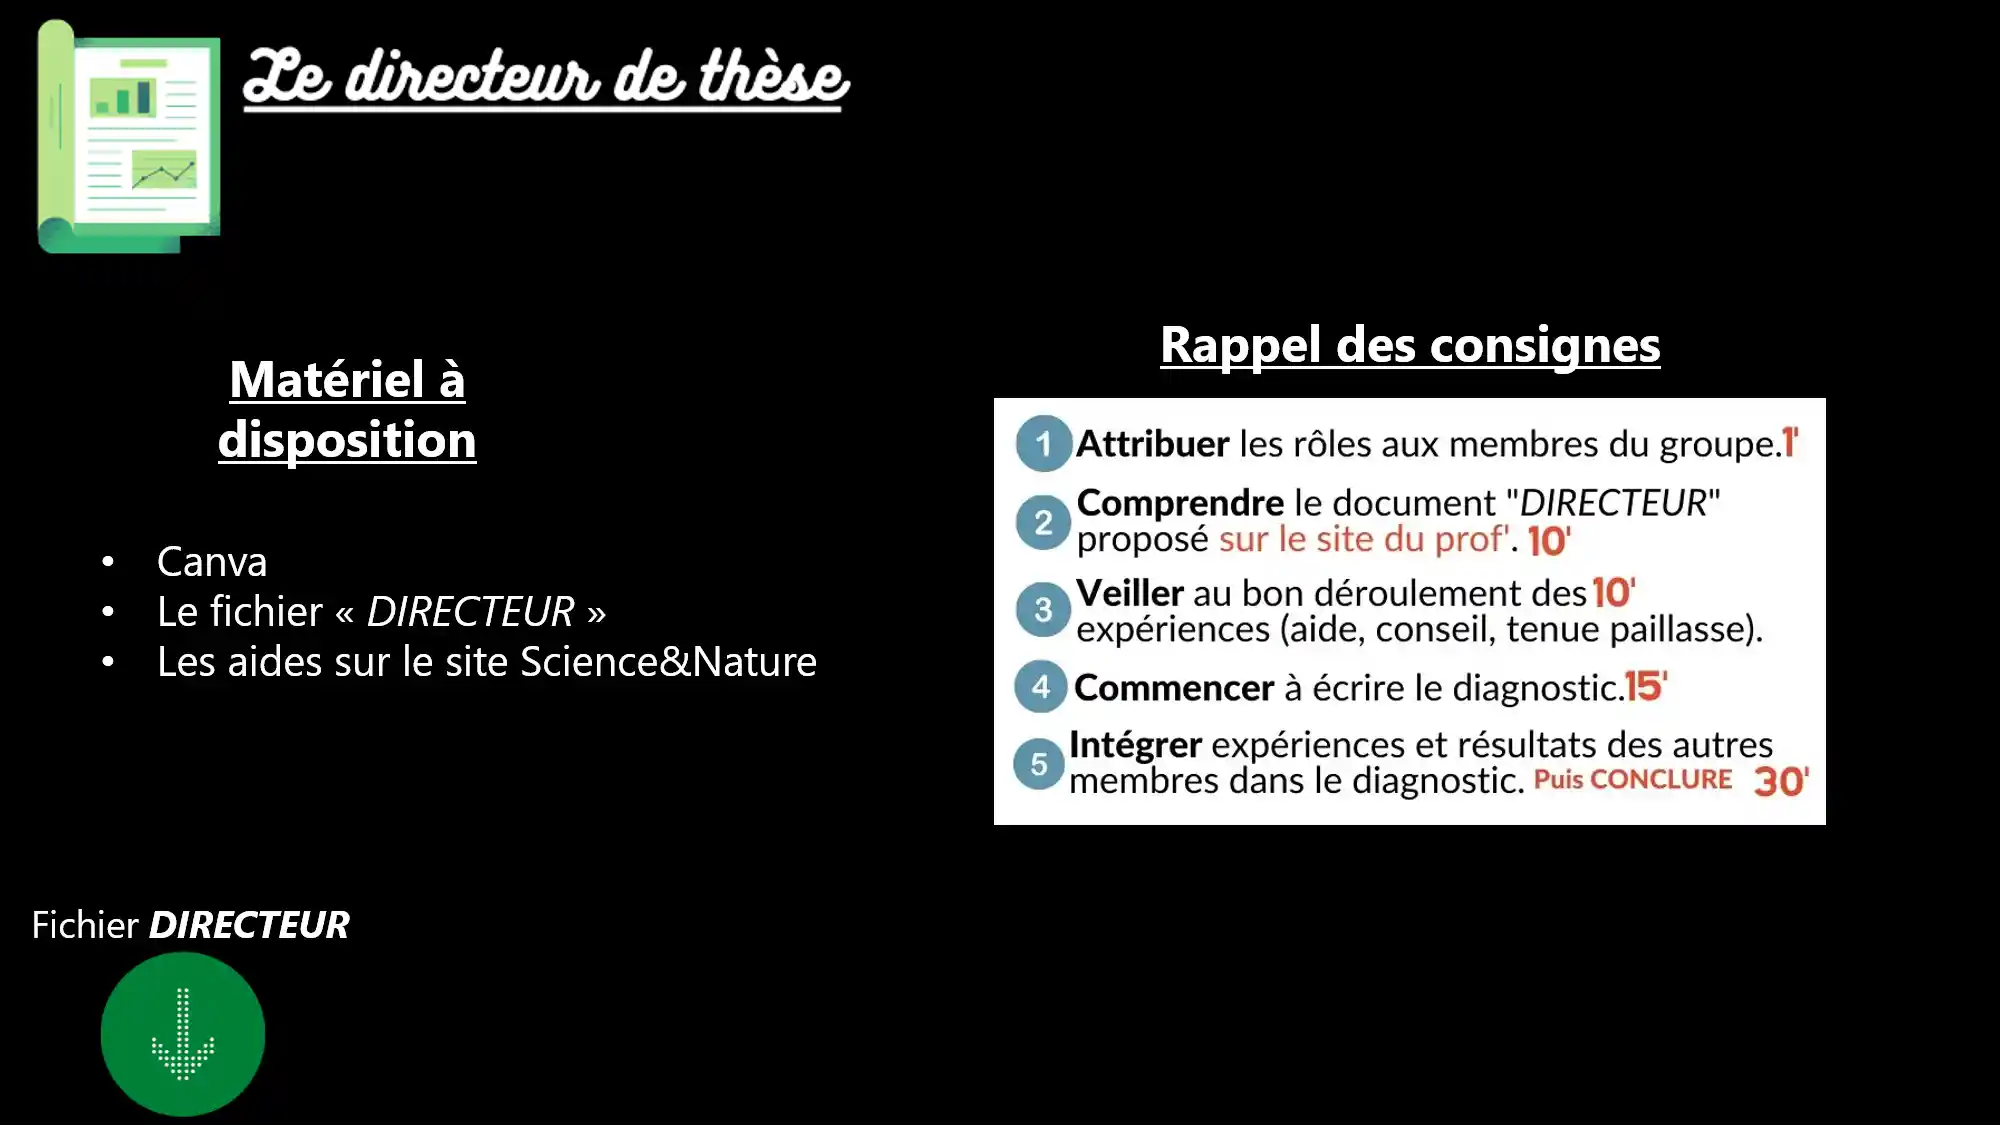 Le directeur de thèse
Matériel à
disposition
• Canva
• Le fichier « DIRECTEUR »
• Les aides sur le site Science&Nature
Fichier DIRECTEUR
Rappel des consignes
1 Attribuer les rôles aux membres du groupe. 1'
2 Comprendre le document "DIRECTEUR"
proposé sur le site du prof'. 10'
3 Veiller au bon déroulement des 10'
expériences (aide, conseil, tenue paillasse).
4 Commencer à écrire le diagnostic. 15'
5 Intégrer expériences et résultats des autres
membres dans le diagnostic. Puis CONCLURE 30'